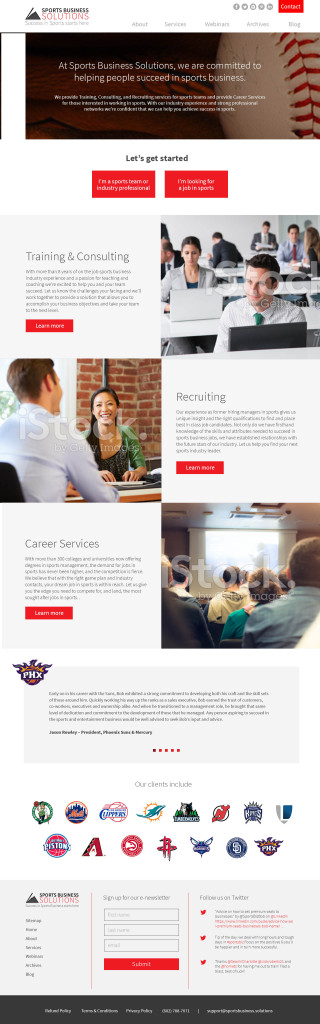 SPORTS BUSINESS
SOLUTIONS
Success in Sports starts here
Contact
About
Services
Webinars
Archives
Blog
At Sports Business Solutions, we are committed to
helping people succeed in sports business.
We provide Training, Consulting, and Recruiting services for sports teams and provide Career Services
for those interested in working in sports. With our industry experience and strong professional
networks we're confident that we can help you achieve success in sports.
Let's get started
I'm a sports team or
industry professional
I'm looking for
a job in sports
Training & Consulting
With more than 6 years of on the job sports business
industry experience and a passion for teaching and
coaching we're excited to help you and your team
succeed. Let us know the challenges your facing and we'll
work together to provide a solution that allows you to
accomplish your business objectives and take your team
to the next level.
Learn more
iStock
Getty Images
Recruiting
Our experience as former hiring managers in sports gives us
unique insight and the right qualifications to find and place
best in class job candidates. Not only do we have firsthand
knowledge of the skills and attributes needed to succeed in
sports business jobs, we have established relationships with
the future stars of our industry. Let us help you find your next
sports industry leader.
Learn more
iStock
by Getty Images
Career Services
With more than 300 colleges and universities now offering
degrees in sports management, the demand for jobs in
sports has never been higher, and the competition is fierce.
We believe that with the right game plan and industry
contacts, your dream job in sports is within reach. Let us give
you the edge you need to compete for, and land, the most
sought after jobs in sports.
Learn more
iStock
by Getty Images
PHX
Early on in his career with the Suns, Bob exhibited a strong commitment to developing both his craft and the skill sets
of those around him. Quickly working his way up the ranks as a sales executive, Bob earned the trust of customers,
co-workers, executives and ownership alike. And when he transitioned to a management role, he brought that same
level of dedication and commitment to the development of those that he managed. Any person aspiring to succeed in
the sports and entertainment business would be well advised to seek Bob's input and advice.
Jason Rowley – President, Phoenix Suns & Mercury
Our clients include
CLIPPERS
TIMBERWOLVES
KINGS
PISTONS
A
HAWKS
PHX
SPORTS BUSINESS
SOLUTIONS
Sitemap
Home
About
Services
Webinars
Archives
Blog
Sign up for our e-newsletter
First name
Last name
email
Submit
Follow us on Twitter
Refund Policy
Terms & Conditions
Privacy Policy
|
support@sportsbusiness.solutions